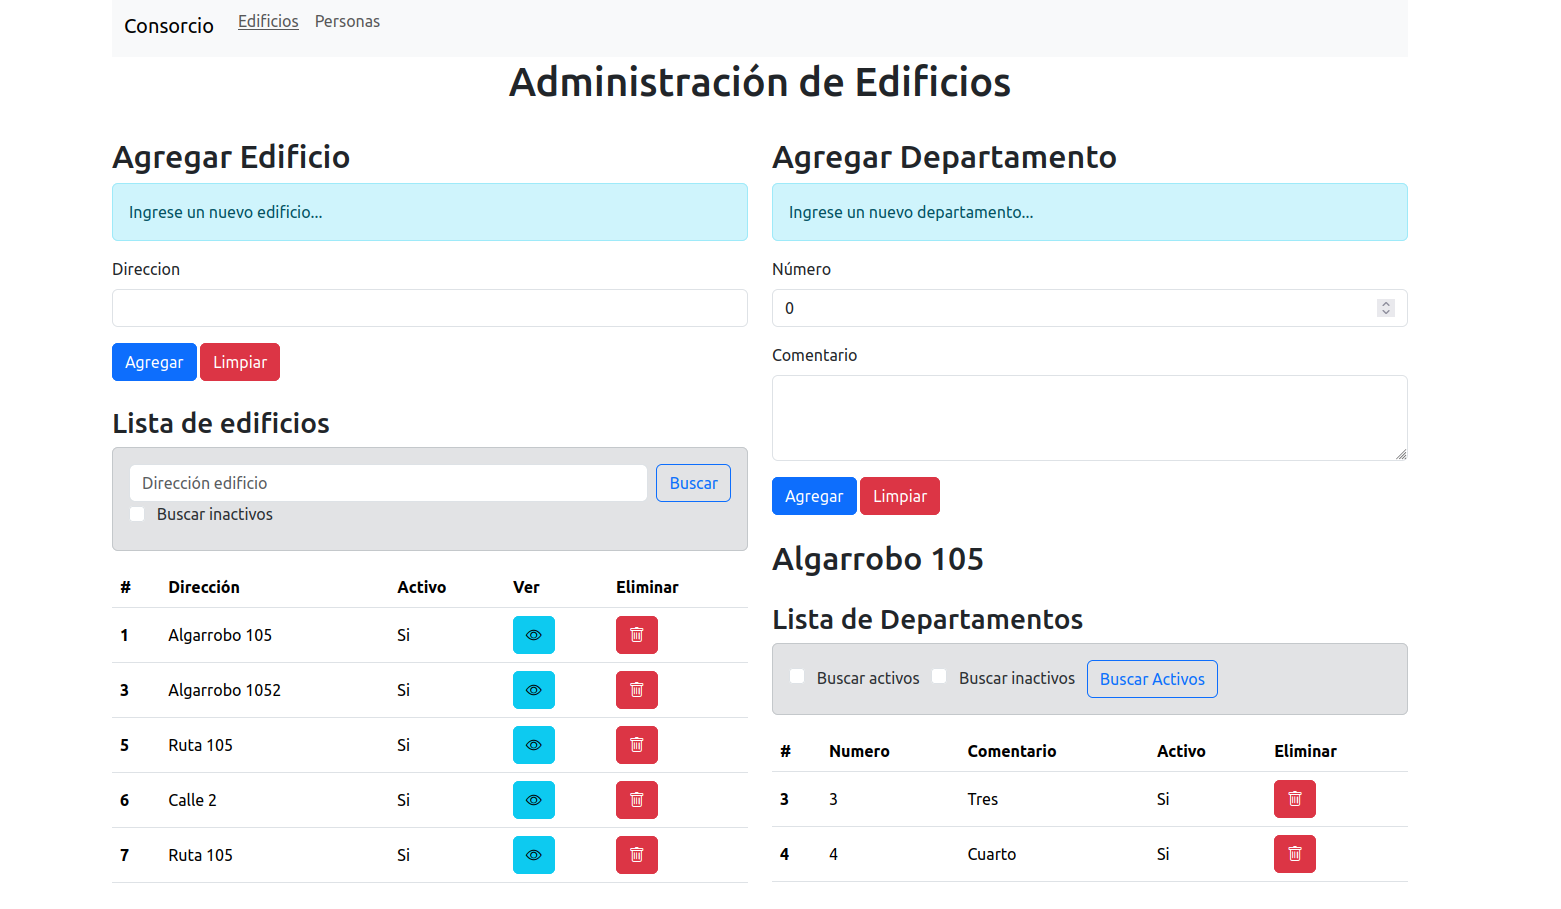 Consorcio Edificios Personas
Administración de Edificios
Agregar Edificio
Ingrese un nuevo edificio...
Direccion
Agregar Limpiar
Lista de edificios
Dirección edificio Buscar
Buscar inactivos
# Dirección Activo Ver Eliminar
1 Algarrobo 105 Si
3 Algarrobo 1052 Si
5 Ruta 105 Si
6 Calle 2 Si
7 Ruta 105 Si
Agregar Departamento
Ingrese un nuevo departamento...
Número
0
Comentario
Agregar Limpiar
Algarrobo 105
Lista de Departamentos
Buscar activos Buscar inactivos Buscar Activos
# Numero Comentario Activo Eliminar
3 3 Tres Si
4 4 Cuarto Si